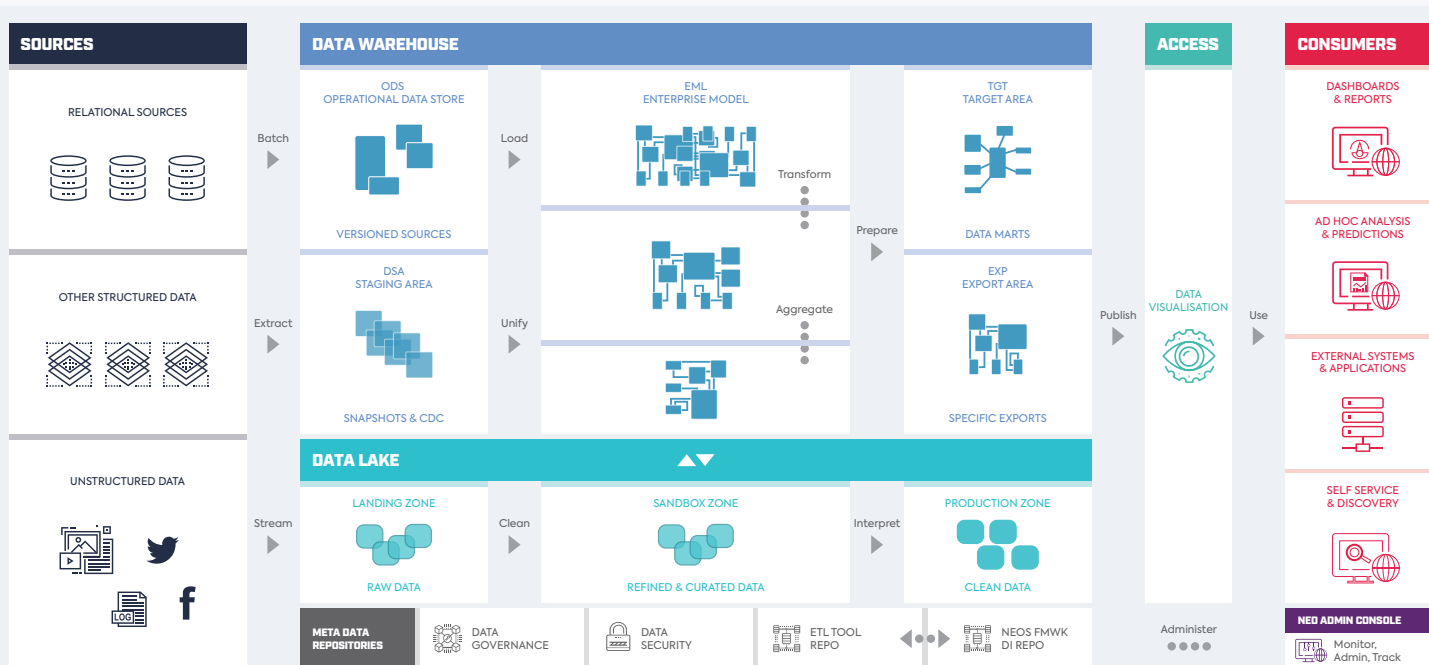 SOURCES
RELATIONAL SOURCES
OTHER STRUCTURED DATA
UNSTRUCTURED DATA
LOG
f
Batch
Extract
Stream
DATA WAREHOUSE
ODS
OPERATIONAL DATA STORE
VERSIONED SOURCES
DSA
STAGING AREA
SNAPSHOTS & CDC
Load
Unify
EML
ENTERPRISE MODEL
Transform
Aggregate
Prepare
TGT
TARGET AREA
DATA MARTS
EXP
EXPORT AREA
SPECIFIC EXPORTS
DATA LAKE
LANDING ZONE
RAW DATA
Clean
SANDBOX ZONE
REFINED & CURATED DATA
Interpret
PRODUCTION ZONE
CLEAN DATA
META DATA
REPOSITORIES
DATA
GOVERNANCE
DATA
SECURITY
ETL TOOL
REPO
NEOS FMWK
DI REPO
Publish
ACCESS
DATA
VISUALISATION
Administer
Use
CONSUMERS
DASHBOARDS
& REPORTS
AD HOC ANALYSIS
& PREDICTIONS
EXTERNAL SYSTEMS
& APPLICATIONS
SELF SERVICE
& DISCOVERY
NEO ADMIN CONSOLE
Monitor,
Admin, Track